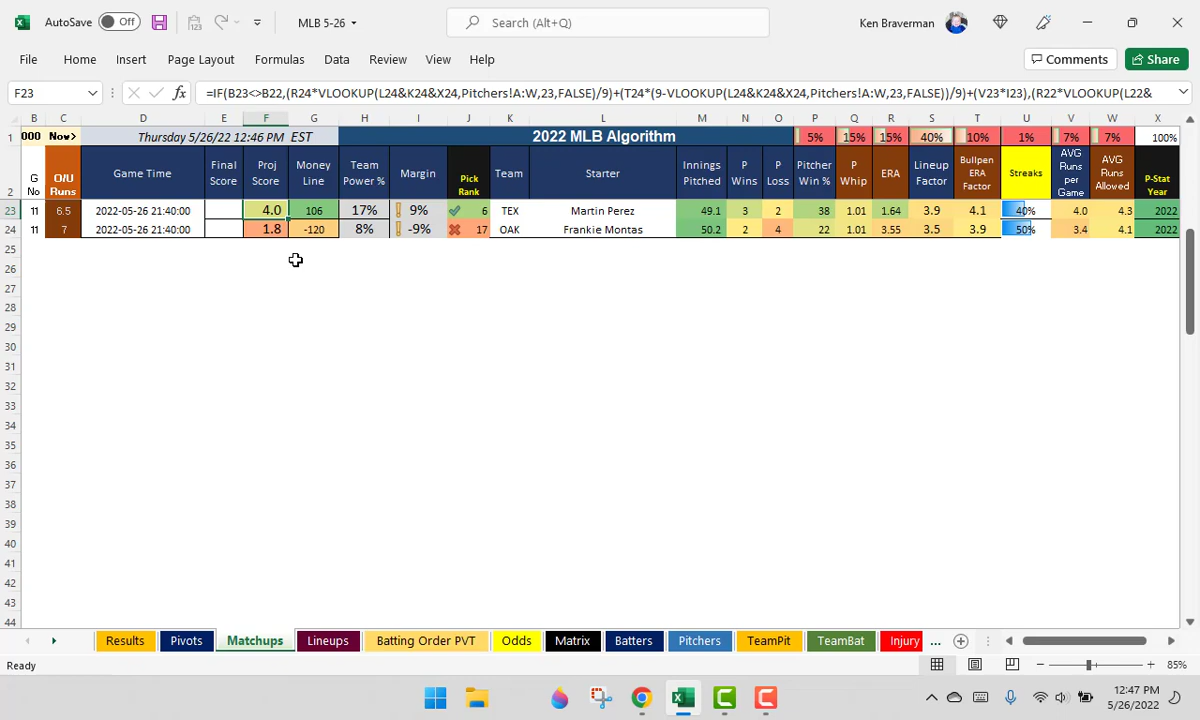 AutoSave Off MLB 5-26 Search (Alt+Q) Ken Braverman
File Home Insert Page Layout Formulas Data Review View Help Comments Share
F23 fx =IF(B23<>B22,(R24*VLOOKUP(L24&K24&X24,Pitchers!A:W,23,FALSE)/9)+(T24*(9-VLOOKUP(L24&K24&X24,Pitchers!A:W,23,FALSE))/9)+(V23*I23),(R22*VLOOKUP(L22&
B C D E F G H I J K L M N O P Q R S T U V W X
1 000 Now> Thursday 5/26/22 12:46 PM EST 2022 MLB Algorithm 5% 15% 15% 40% 10% 1% 7% 7% 100%
2 G No O/U Runs Game Time Final Score Proj Score Money Line Team Power % Margin Pick Rank Team Starter Innings Pitched P Wins P Loss Pitcher Win % P Whip ERA Lineup Factor Bullpen ERA Factor Streaks AVG Runs per Game AVG Runs Allowed P-Stat Year
23 11 6.5 2022-05-26 21:40:00 4.0 106 17% 9% 6 TEX Martin Perez 49.1 3 2 38 1.01 1.64 3.9 4.1 40% 4.0 4.3 2022
24 11 7 2022-05-26 21:40:00 1.8 -120 8% -9% 17 OAK Frankie Montas 50.2 2 4 22 1.01 3.55 3.5 3.9 50% 3.4 4.1 2022
25
26
27
28
29
30
31
36
35
36
37
38
39
40
41
42
43
44
Results Pivots Matchups Lineups Batting Order PVT Odds Matrix Batters Pitchers TeamPit TeamBat Injury ...
Ready 85%
12:47 PM
5/26/2022